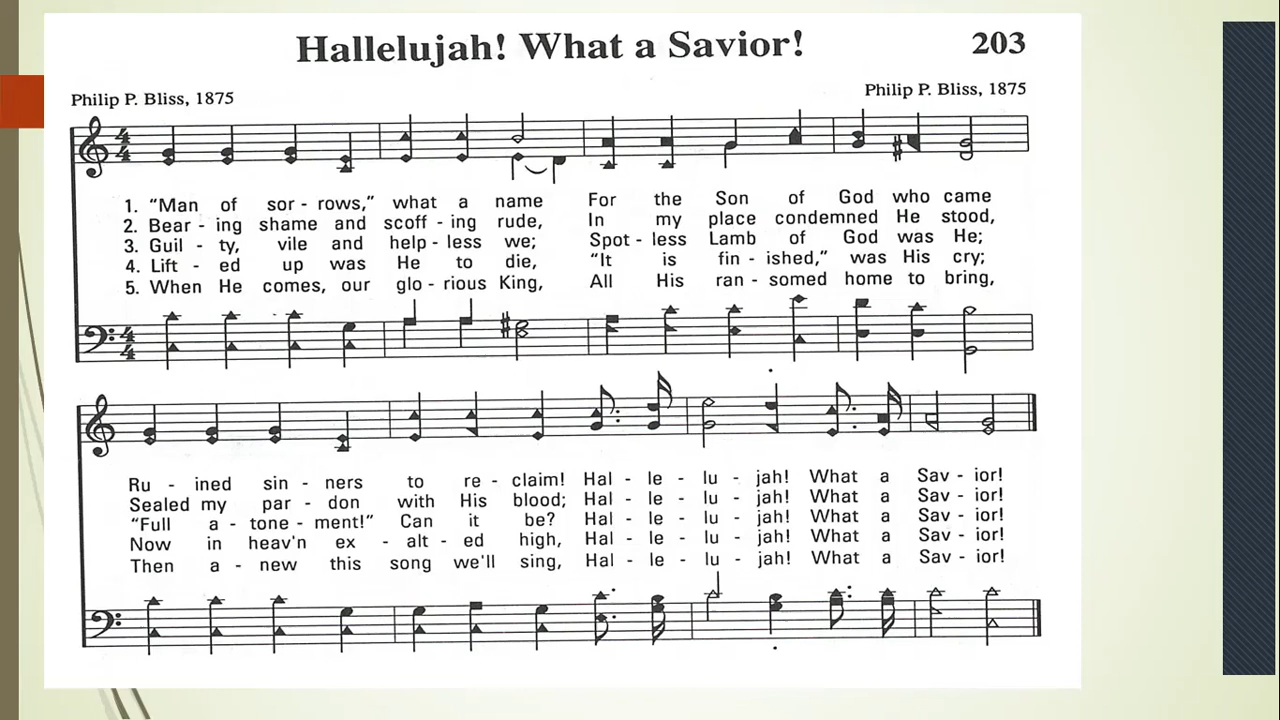 Hallelujah! What a Savior! 203
Philip P. Bliss, 1875 Philip P. Bliss, 1875
4
4
1. “Man of sor - rows,” what a name For the Son of God who came
2. Bear - ing shame and scoff - ing rude, In my place condemned He stood,
3. Guil - ty, vile and help - less we; Spot - less Lamb of God was He;
4. Lift - ed up was He to die, “It is fin - ished,” was His cry;
5. When He comes, our glo - rious King, All His ran - somed home to bring,
4
4
Ru - ined sin - ners to re - claim! Hal - le - lu - jah! What a Sav - ior!
Sealed my par - don with His blood; Hal - le - lu - jah! What a Sav - ior!
“Full a - tone - ment!” Can it be? Hal - le - lu - jah! What a Sav - ior!
Now in heav'n ex - alt - ed high, Hal - le - lu - jah! What a Sav - ior!
Then a - new this song we'll sing, Hal - le - lu - jah! What a Sav - ior!